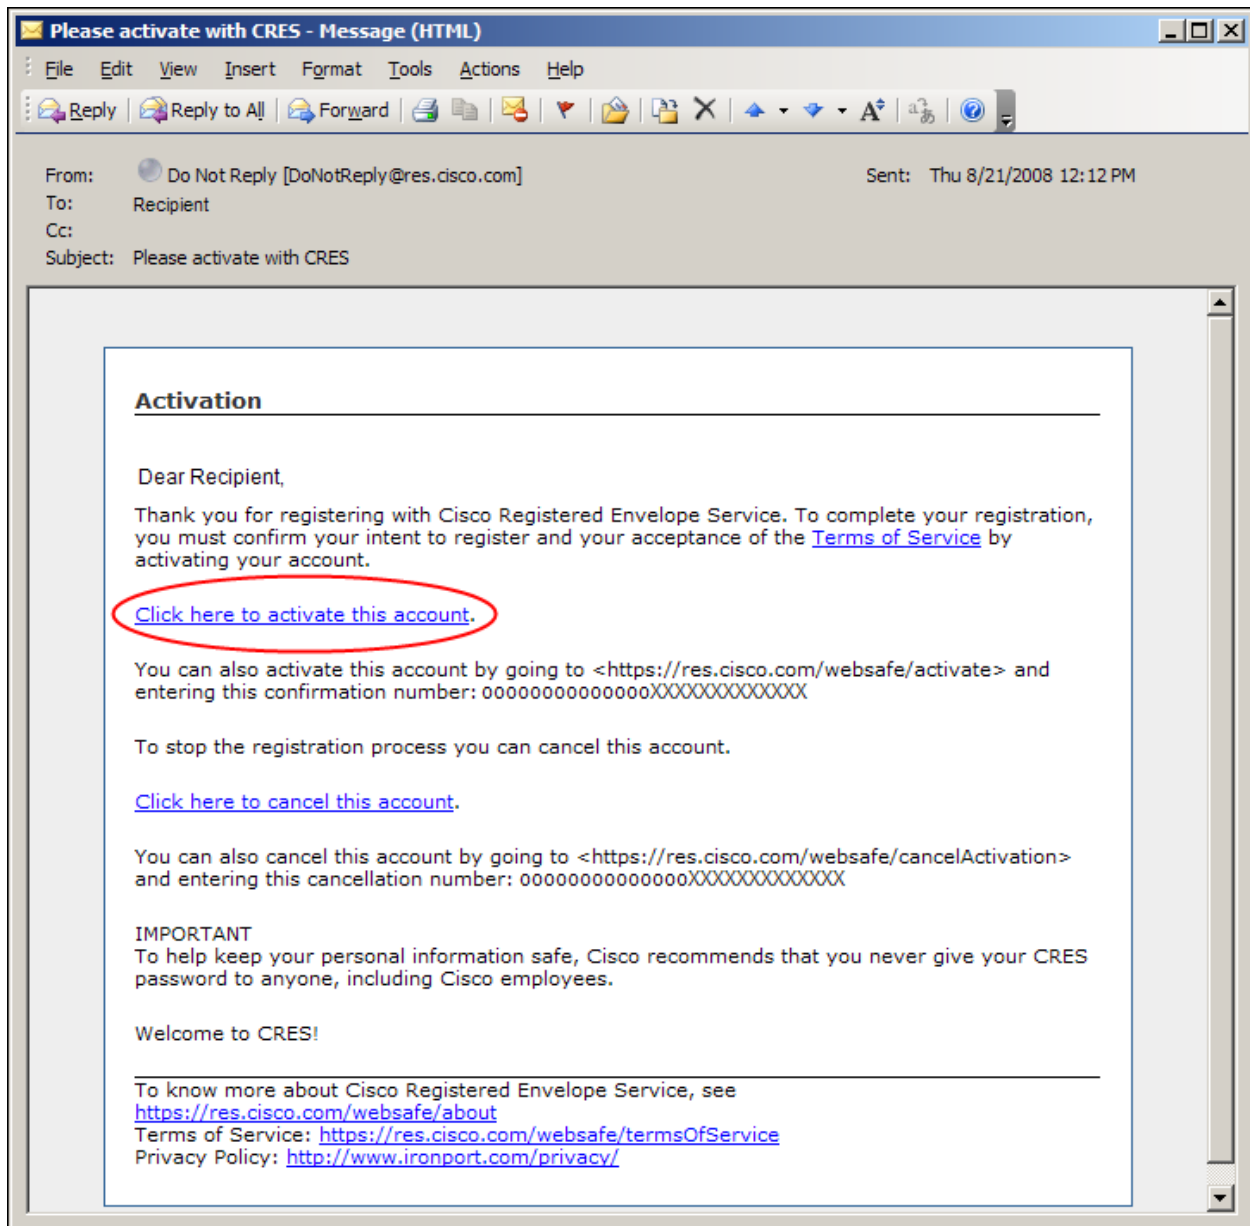 Please activate with CRES - Message (HTML)
File Edit View Insert Format Tools Actions Help
Reply Reply to All Forward
From: Do Not Reply [DoNotReply@res.cisco.com] Sent: Thu 8/21/2008 12:12 PM
To: Recipient
Cc:
Subject: Please activate with CRES
Activation
Dear Recipient,
Thank you for registering with Cisco Registered Envelope Service. To complete your registration,
you must confirm your intent to register and your acceptance of the Terms of Service by
activating your account.
Click here to activate this account.
You can also activate this account by going to <https://res.cisco.com/websafe/activate> and
entering this confirmation number: 00000000000000XXXXXXXXXXXXX
To stop the registration process you can cancel this account.
Click here to cancel this account.
You can also cancel this account by going to <https://res.cisco.com/websafe/cancelActivation>
and entering this cancellation number: 00000000000000XXXXXXXXXXXXX
IMPORTANT
To help keep your personal information safe, Cisco recommends that you never give your CRES
password to anyone, including Cisco employees.
Welcome to CRES!
To know more about Cisco Registered Envelope Service, see
https://res.cisco.com/websafe/about
Terms of Service: https://res.cisco.com/websafe/termsOfService
Privacy Policy: http://www.ironport.com/privacy/